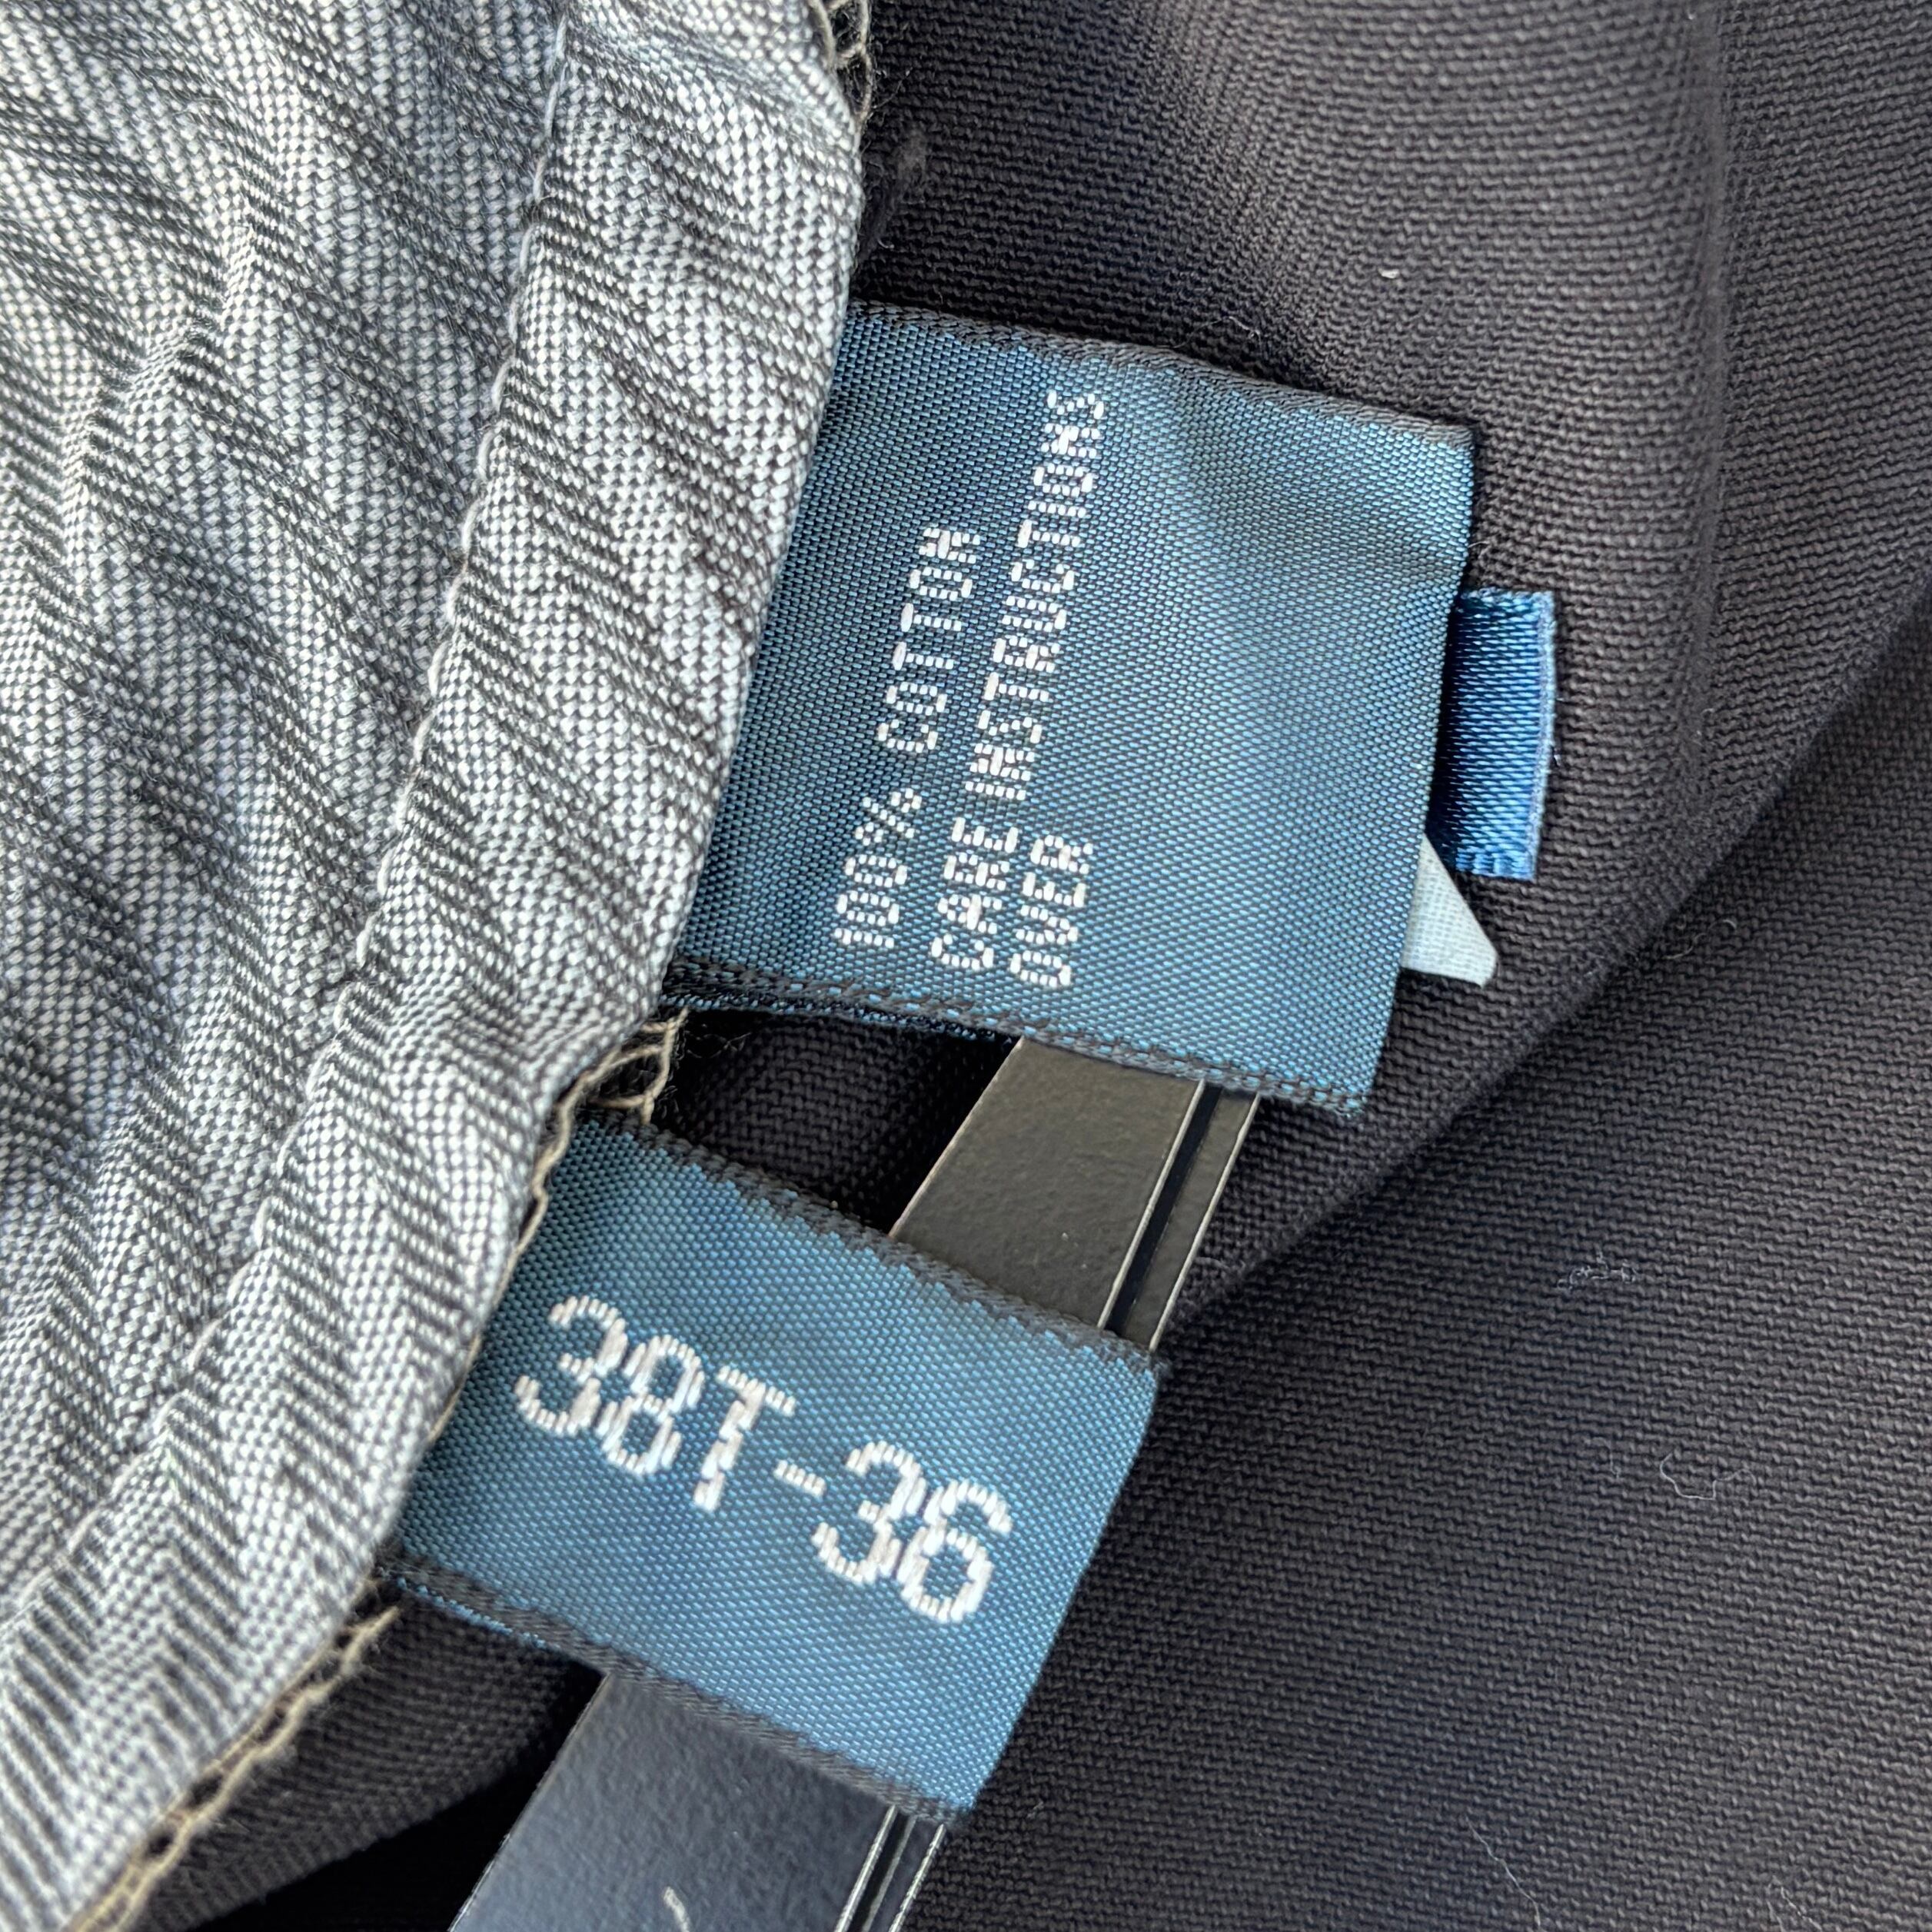 100% COTTON
CARE INSTRUCTIONS
OVER
38T-36